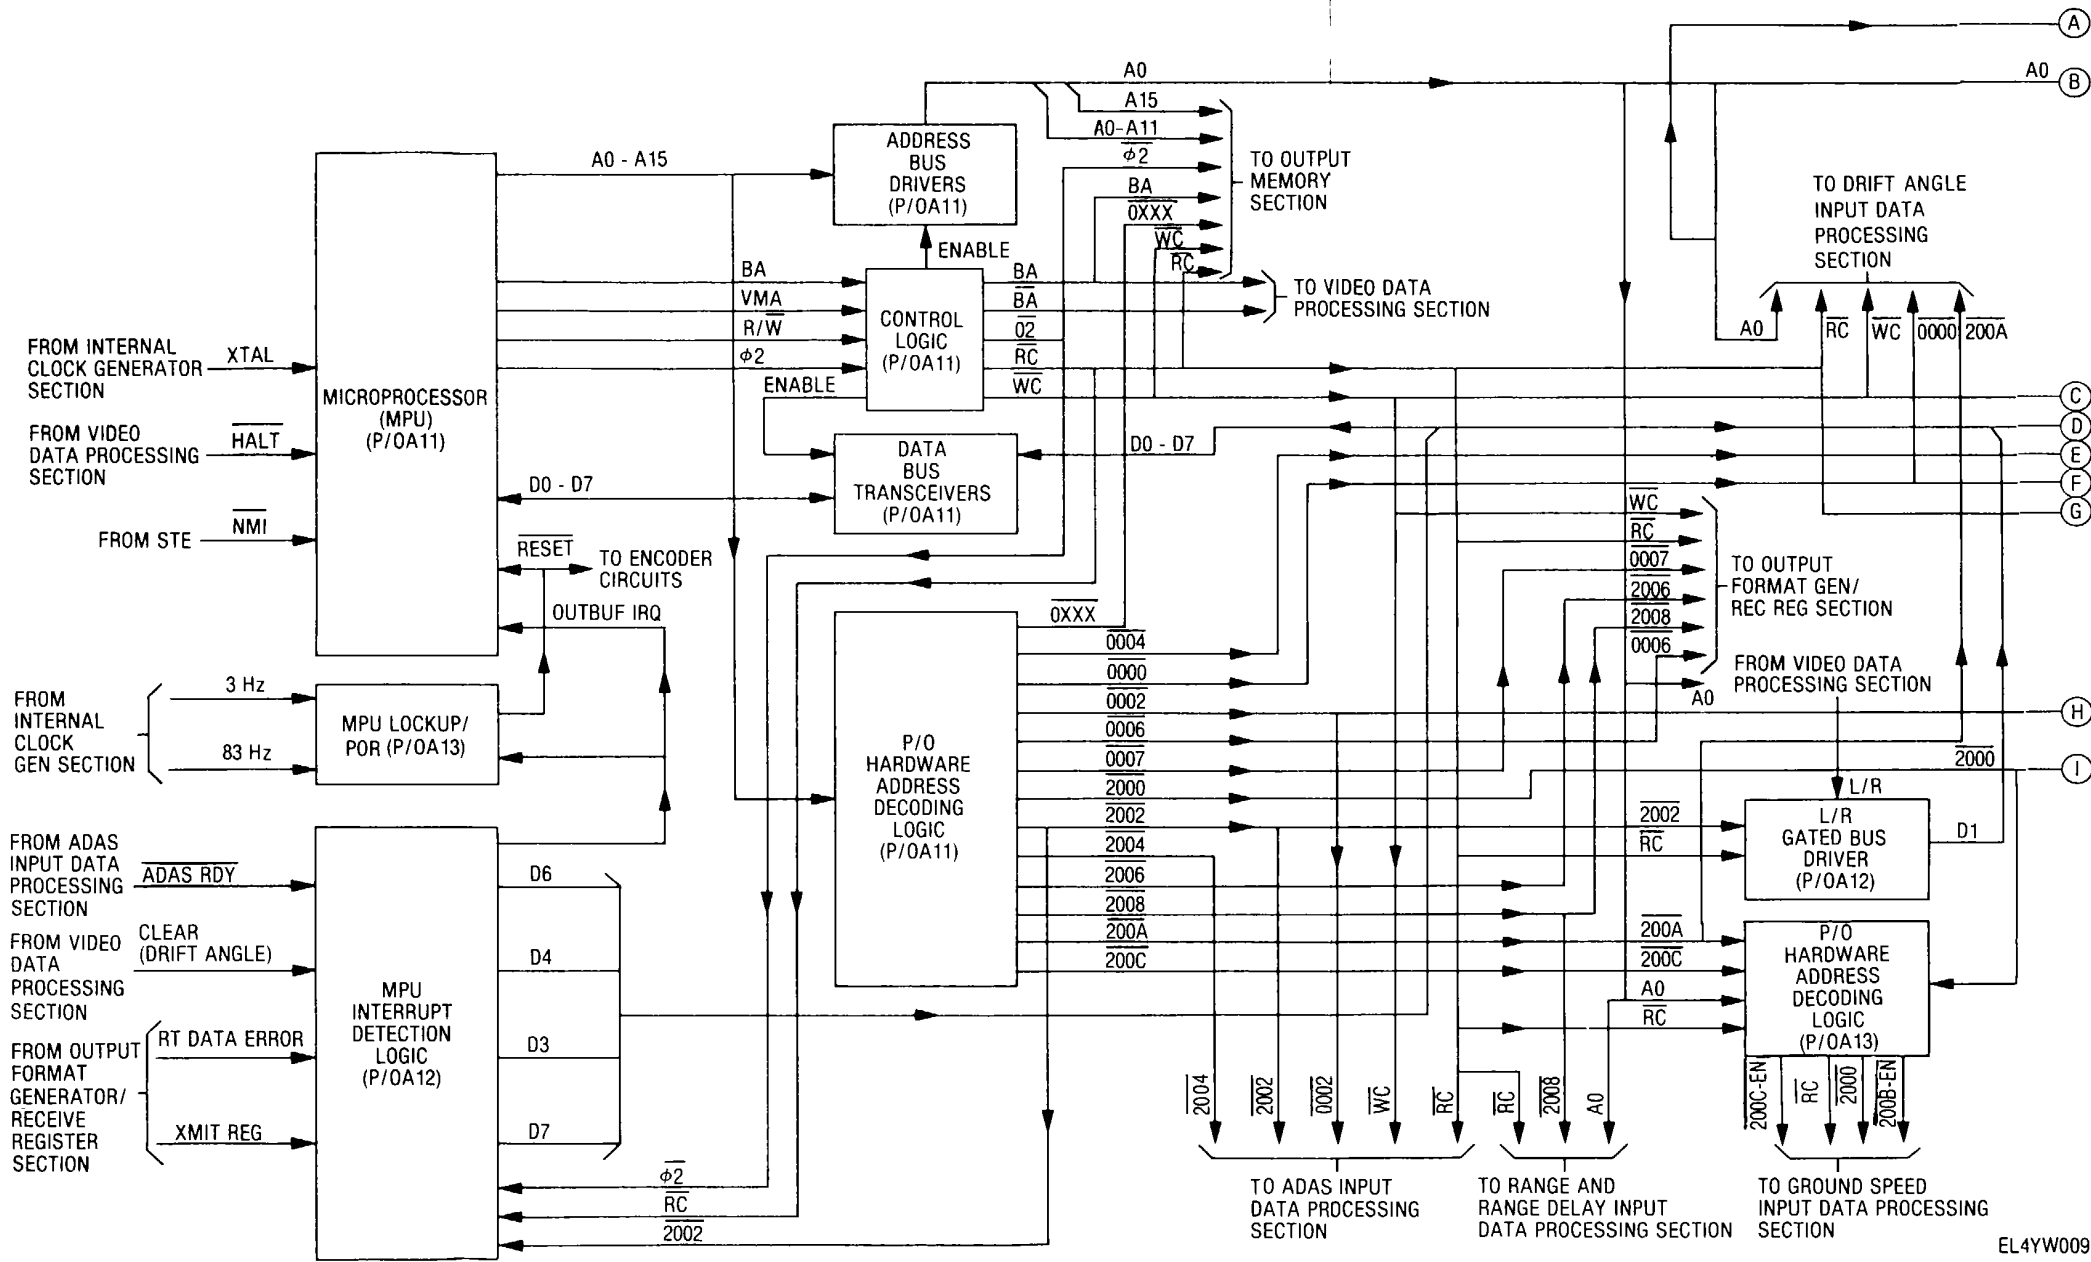 A
A0
A0
B
A15
A0-A11
φ2
BA
0XXX
WC
RC
TO OUTPUT
MEMORY
SECTION
ADDRESS
BUS
DRIVERS
(P/OA11)
A0 - A15
ENABLE
TO DRIFT ANGLE
INPUT DATA
PROCESSING
SECTION
A0
RC
WC
0000
200A
BA
VMA
R/W
φ2
CONTROL
LOGIC
(P/OA11)
BA
BA
02
RC
WC
TO VIDEO DATA
PROCESSING SECTION
ENABLE
FROM INTERNAL
CLOCK GENERATOR
SECTION
XTAL
FROM VIDEO
DATA PROCESSING
SECTION
HALT
FROM STE
NMI
MICROPROCESSOR
(MPU)
(P/OA11)
D0 - D7
DATA
BUS
TRANSCEIVERS
(P/OA11)
D0 - D7
C
D
E
F
G
RESET
TO ENCODER
CIRCUITS
OUTBUF IRQ
WC
RC
0007
2006
2008
0006
A0
TO OUTPUT
FORMAT GEN/
REC REG SECTION
FROM VIDEO DATA
PROCESSING SECTION
FROM
INTERNAL
CLOCK
GEN SECTION
3 Hz
83 Hz
MPU LOCKUP/
POR (P/OA13)
P/O
HARDWARE
ADDRESS
DECODING
LOGIC
(P/OA11)
0XXX
0004
0000
0002
0006
0007
2000
2002
2004
2006
2008
200A
200C
H
2000
I
L/R
L/R
GATED BUS
DRIVER
(P/OA12)
2002
RC
D1
200A
200C
A0
RC
P/O
HARDWARE
ADDRESS
DECODING
LOGIC
(P/OA13)
FROM ADAS
INPUT DATA
PROCESSING
SECTION
ADAS RDY
FROM VIDEO
DATA
PROCESSING
SECTION
CLEAR
(DRIFT ANGLE)
FROM OUTPUT
FORMAT
GENERATOR/
RECEIVE
REGISTER
SECTION
RT DATA ERROR
XMIT REG
MPU
INTERRUPT
DETECTION
LOGIC
(P/OA12)
D6
D4
D3
D7
φ2
RC
2002
2004
2002
0002
WC
RC
RC
2008
A0
200C-EN
RC
2000
200B-EN
TO ADAS INPUT
DATA PROCESSING
SECTION
TO RANGE AND
RANGE DELAY INPUT
DATA PROCESSING SECTION
TO GROUND SPEED
INPUT DATA PROCESSING
SECTION
EL4YW009